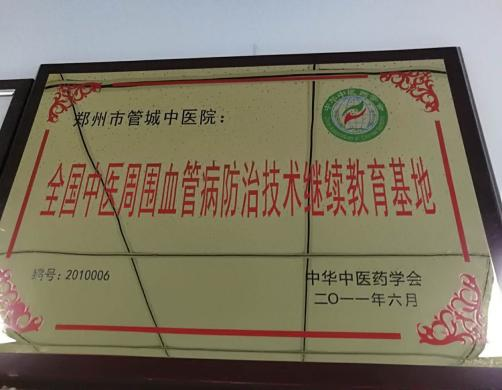 郑州市管城中医院：
全国中医周围血管病防治技术继续教育基地
编号：2010006
中华中医药学会
二〇一一年六月